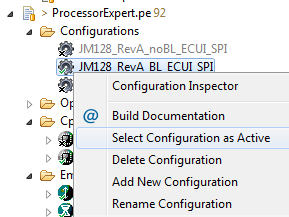 > ProcessorExpert.pe 92
Configurations
JM128_RevA_noBL_ECUI_SPI
JM128_RevA_BL_ECUI_SPI
Configuration Inspector
Op
@ Build Documentation
Cp
Select Configuration as Active
Delete Configuration
En
Add New Configuration
Rename Configuration